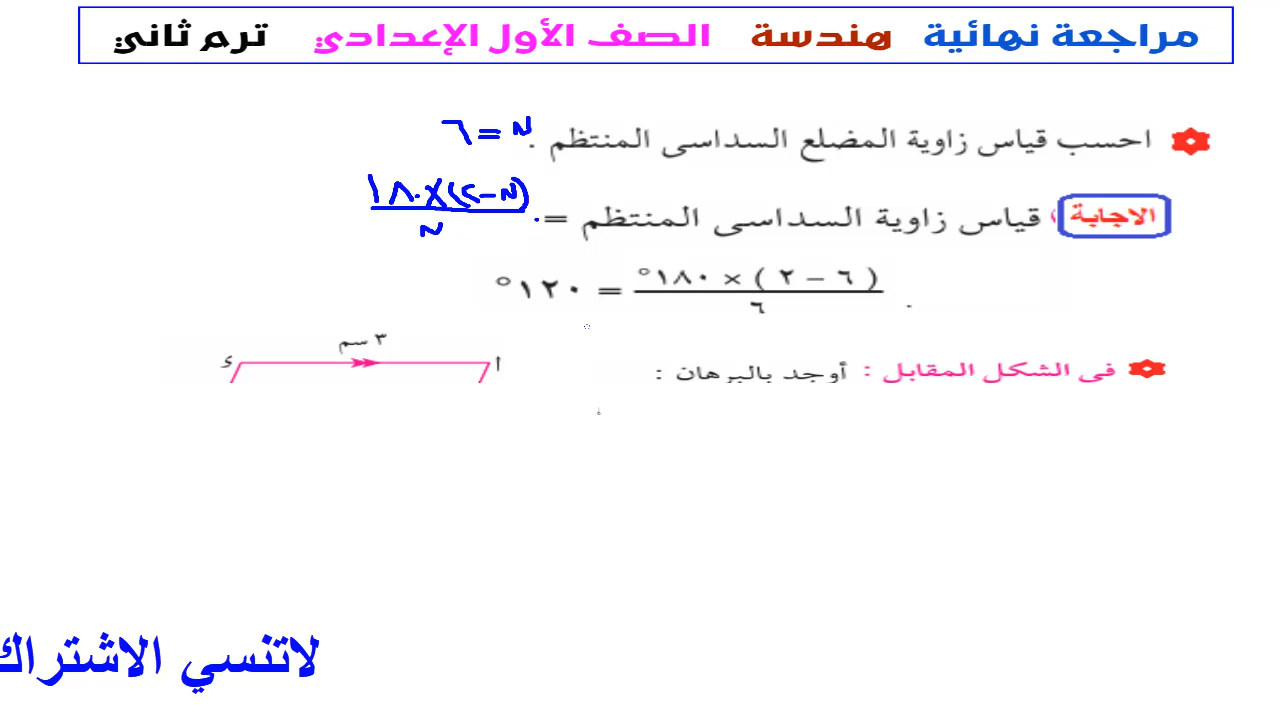 مراجعة نهائية هندسة الصف الأول الإعدادي ترم ثاني
احسب قياس زاوية المضلع السداسى المنتظم . ن = ٦
الاجابة قياس زاوية السداسى المنتظم = (ن - ٢) × ١٨٠ / ن
(٦ - ٢) × ١٨٠° / ٦ = ١٢٠°
فى الشكل المقابل : أوجد بالبرهان :
٣ سم
أ
ء
لاتنسي الاشتراك